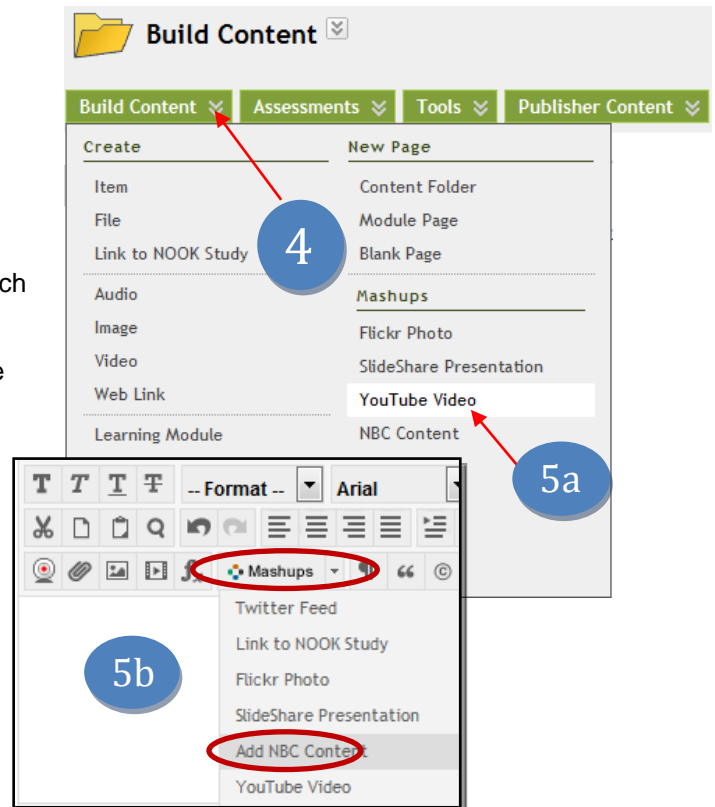 Build Content
Build Content Assessments Tools Publisher Content
Create
Item
File
Link to NOOK Study
Audio
Image
Video
Web Link
Learning Module
New Page
Content Folder
Module Page
Blank Page
Mashups
Flickr Photo
SlideShare Presentation
YouTube Video
NBC Content
4
5a
ch
e
T T T T -- Format -- Arial
Mashups
Twitter Feed
Link to NOOK Study
Flickr Photo
SlideShare Presentation
Add NBC Content
YouTube Video
5b